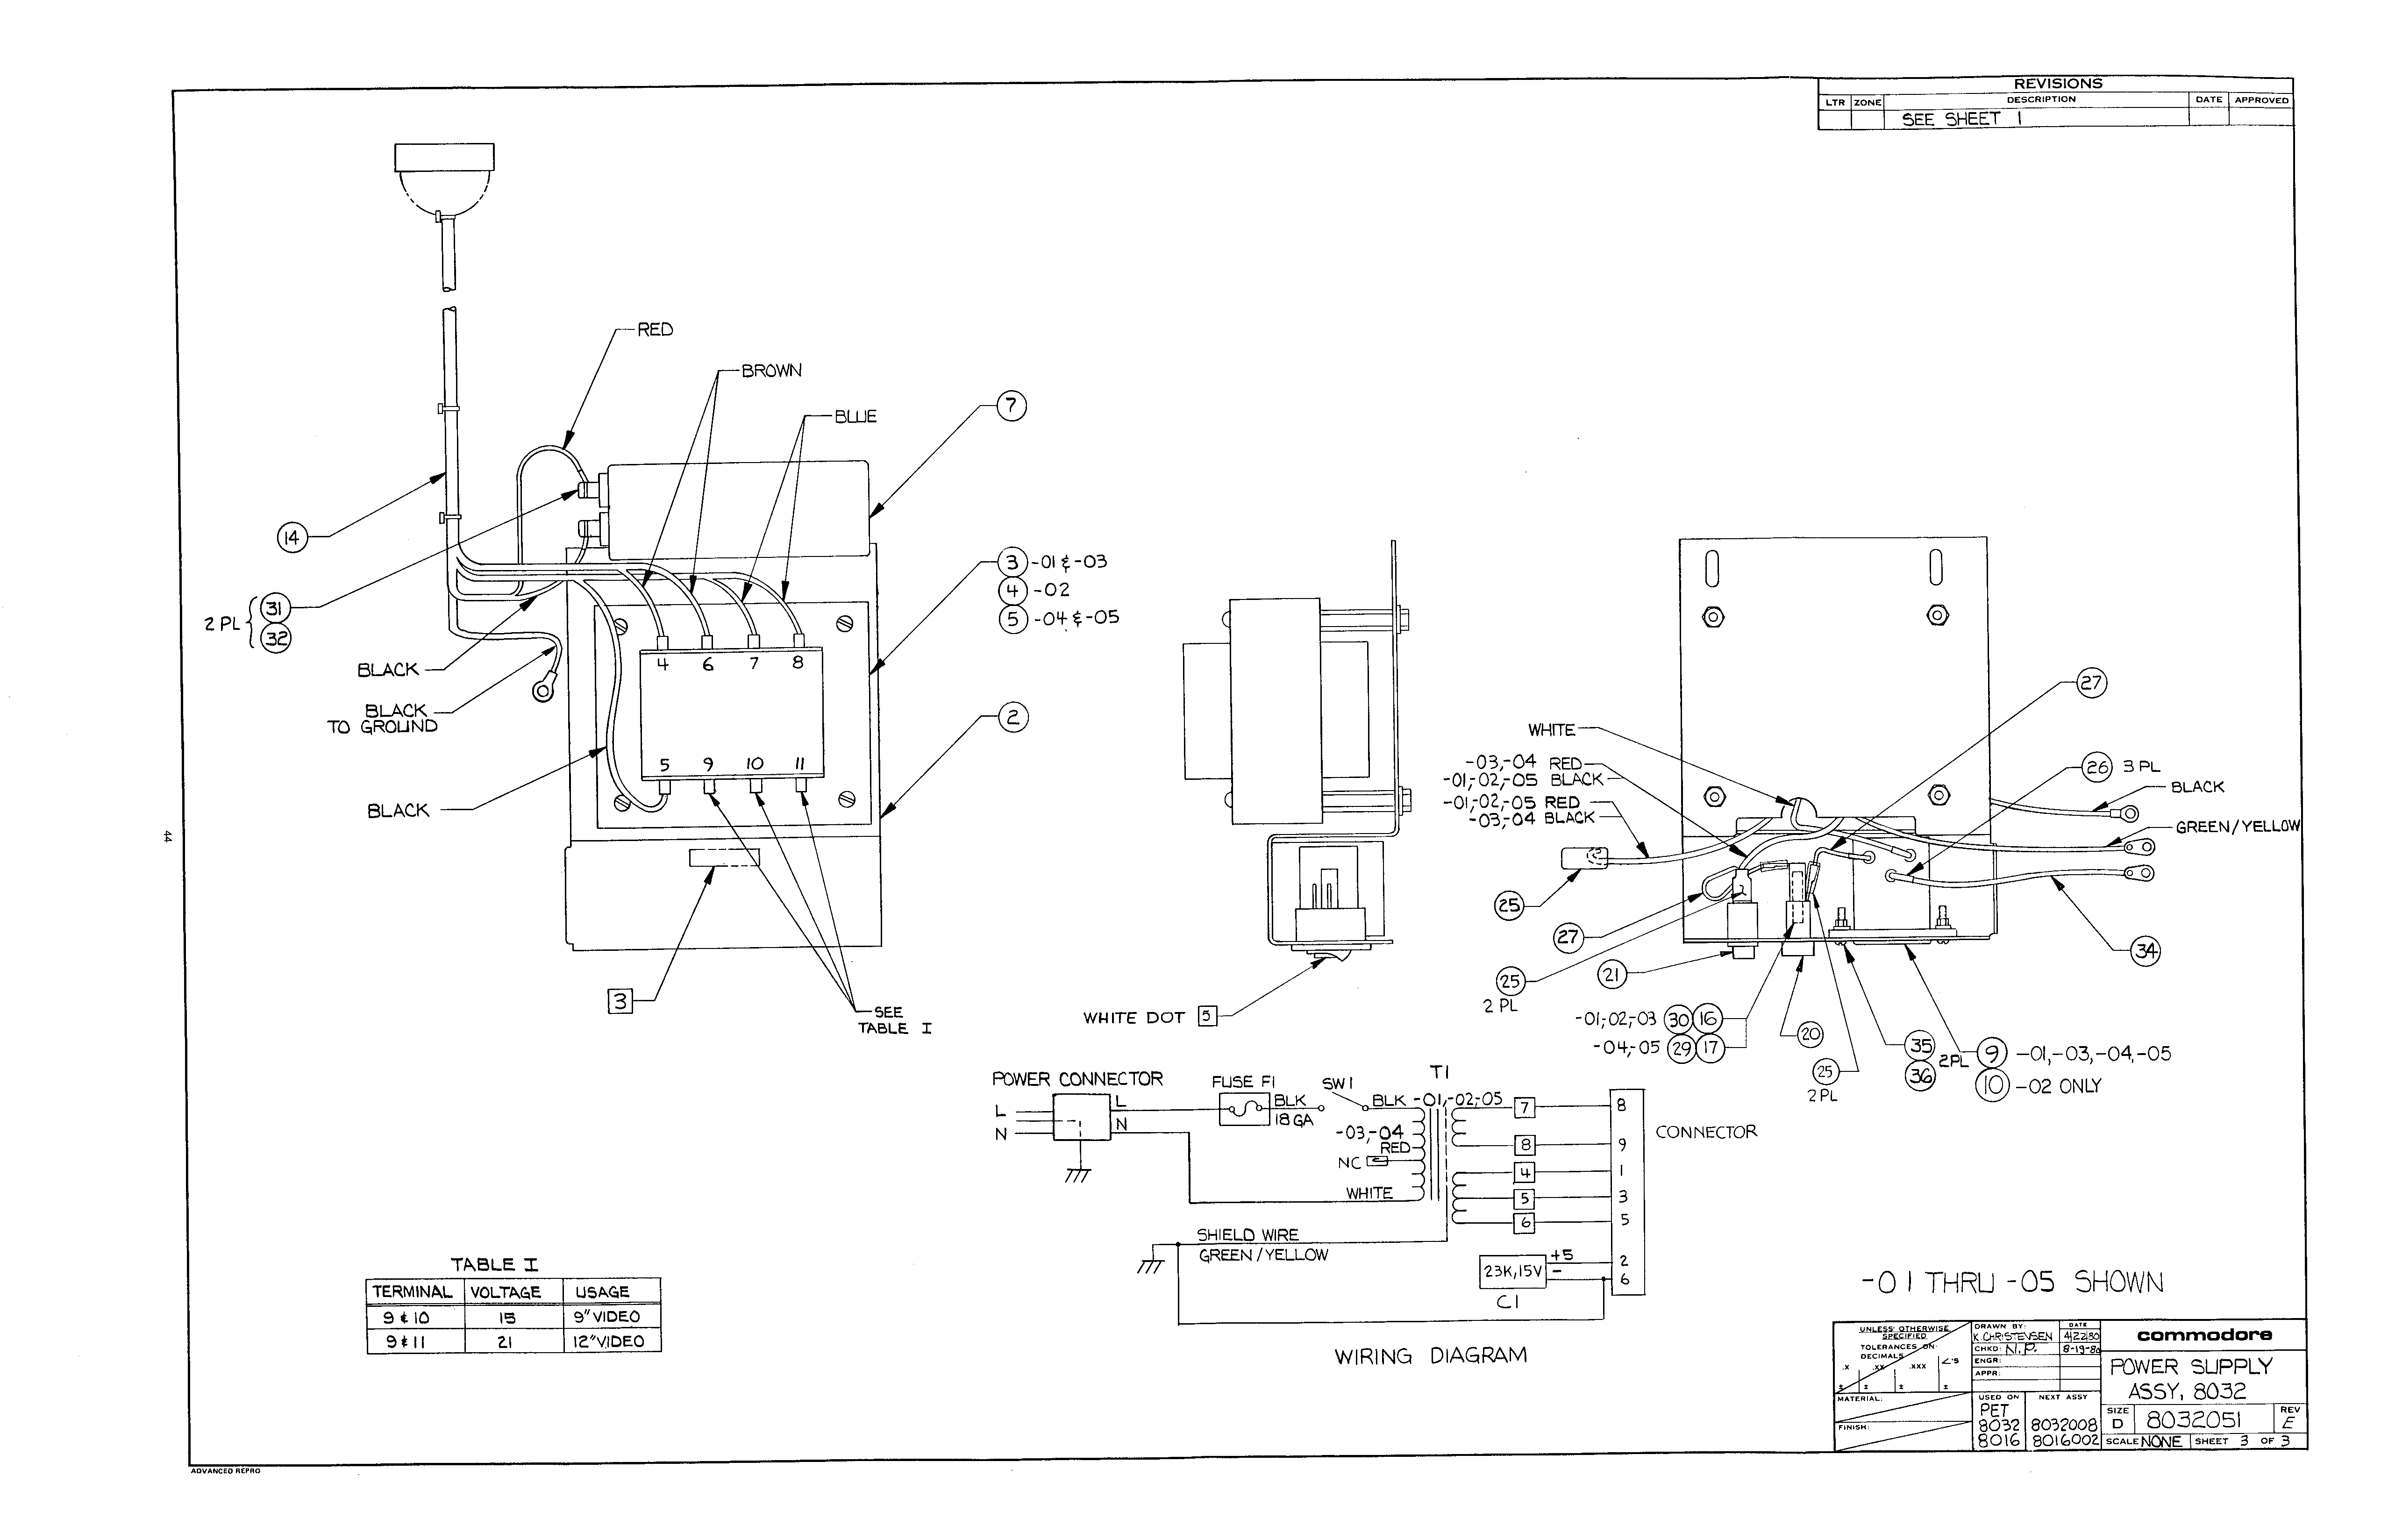 REVISIONS
LTR ZONE DESCRIPTION DATE APPROVED
SEE SHEET 1
RED
BROWN
BLUE
7
14
3 -01 & -03
4 -02
5 -04 & -05
2 PL
31
32
BLACK
BLACK
TO GROUND
BLACK
2
4 6 7 8
5 9 10 11
3
SEE
TABLE I
WHITE DOT 5
WHITE
-03,-04 RED
-01,-02,-05 BLACK
-01,-02,-05 RED
-03,-04 BLACK
27
26 3 PL
BLACK
GREEN/YELLOW
25
27
25
2 PL
21
34
-01,-02,-03 30 16
-04,-05 29 17
20
25
2 PL
35
36
2PL
9 -01,-03,-04,-05
10 -02 ONLY
44
POWER CONNECTOR
L
N
L
N
FUSE F1
BLK
18 GA
SW1
BLK -01,-02,-05
T1
-03,-04
RED
NC
WHITE
7 8
8 9
4 1
5 3
6 5
CONNECTOR
SHIELD WIRE
GREEN/YELLOW
23K,15V
+5 2
- 6
C1
WIRING DIAGRAM
TABLE I
TERMINAL VOLTAGE USAGE
9 & 10 15 9" VIDEO
9 & 11 21 12" VIDEO
-01 THRU -05 SHOWN
UNLESS OTHERWISE
SPECIFIED
TOLERANCES ON
DECIMALS
.X .XX .XXX ∠'S
± ± ± ±
MATERIAL:
FINISH:
DRAWN BY: DATE
K. CHRISTENSEN 4/22/80
CHKD: N.P. 8-19-80
ENGR:
APPR:
USED ON NEXT ASSY
PET
8032 8032008
8016 8016002
commodore
POWER SUPPLY
ASSY, 8032
SIZE
D
8032051
REV
E
SCALE NONE SHEET 3 OF 3
ADVANCED REPRO